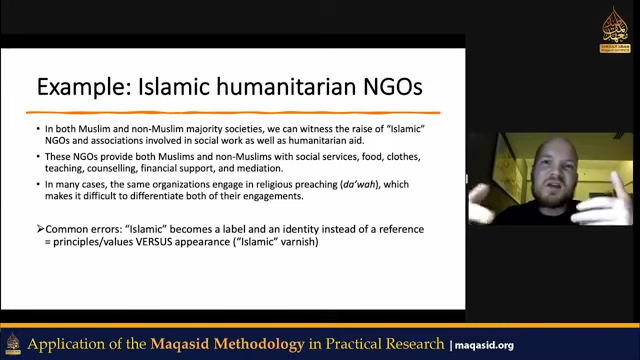 Example: Islamic humanitarian NGOs
• In both Muslim and non-Muslim majority societies, we can witness the raise of “Islamic”
NGOs and associations involved in social work as well as humanitarian aid.
• These NGOs provide both Muslims and non-Muslims with social services, food, clothes,
teaching, counselling, financial support, and mediation.
• In many cases, the same organizations engage in religious preaching (da’wah), which
makes it difficult to differentiate both of their engagements.
➢Common errors: “Islamic” becomes a label and an identity instead of a reference
= principles/values VERSUS appearance (“Islamic” varnish)
Application of the Maqasid Methodology in Practical Research | maqasid.org